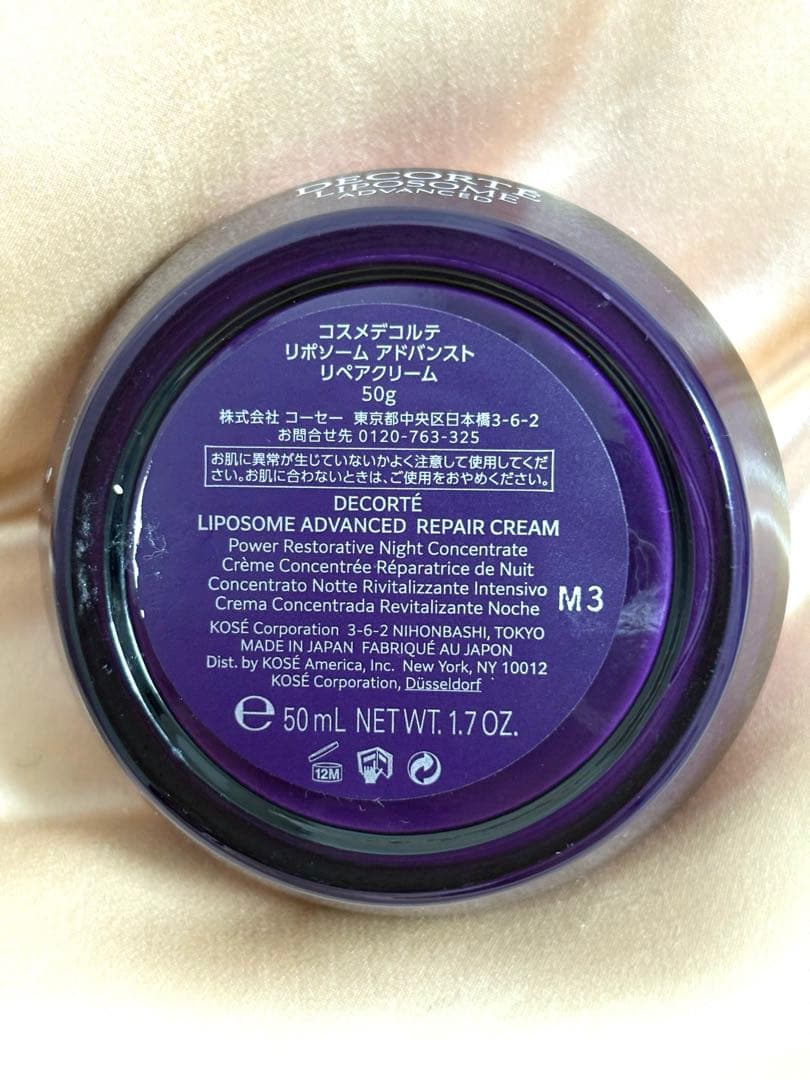 DECORTÉ
LIPOSOME
ADVANCED
コスメデコルテ
リポソーム アドバンスト
リペアクリーム
50g
株式会社 コーセー 東京都中央区日本橋3-6-2
お問合せ先 0120-763-325
お肌に異常が生じていないかよく注意して使用してくだ
さい。お肌に合わないときは、ご使用をおやめください。
DECORTÉ
LIPOSOME ADVANCED REPAIR CREAM
Power Restorative Night Concentrate
Crème Concentrée Réparatrice de Nuit
Concentrato Notte Rivitalizzante Intensivo
Crema Concentrada Revitalizante Noche
M3
KOSÉ Corporation 3-6-2 NIHONBASHI, TOKYO
MADE IN JAPAN FABRIQUÉ AU JAPON
Dist. by KOSÉ America, Inc. New York, NY 10012
KOSÉ Corporation, Düsseldorf
℮ 50 mL NET WT. 1.7 OZ.
12M